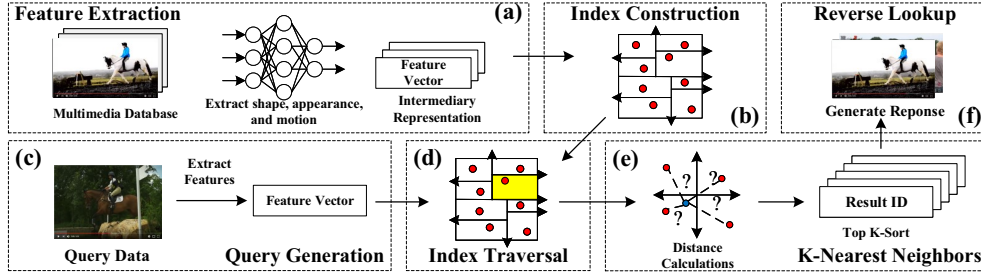 Feature Extraction
(a)
Multimedia Database
Extract shape, appearance,
and motion
Feature
Vector
Intermediary
Representation
Index Construction
(b)
Reverse Lookup
Generate Reponse
(f)
(c)
Extract
Features
Feature Vector
Query Data
Query Generation
(d)
Index Traversal
(e)
?
?
?
?
Distance
Calculations
Result ID
Top K-Sort
K-Nearest Neighbors